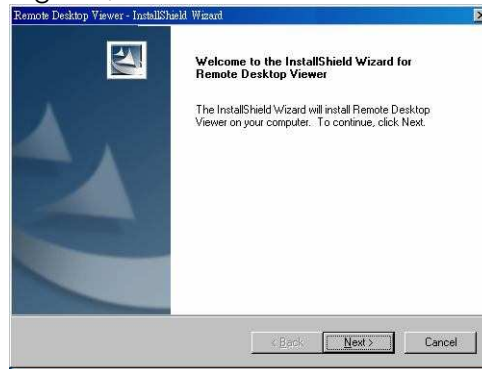 Remote Desktop Viewer - InstallShield Wizard
Welcome to the InstallShield Wizard for
Remote Desktop Viewer
The InstallShield Wizard will install Remote Desktop
Viewer on your computer. To continue, click Next.
< Back
Next >
Cancel